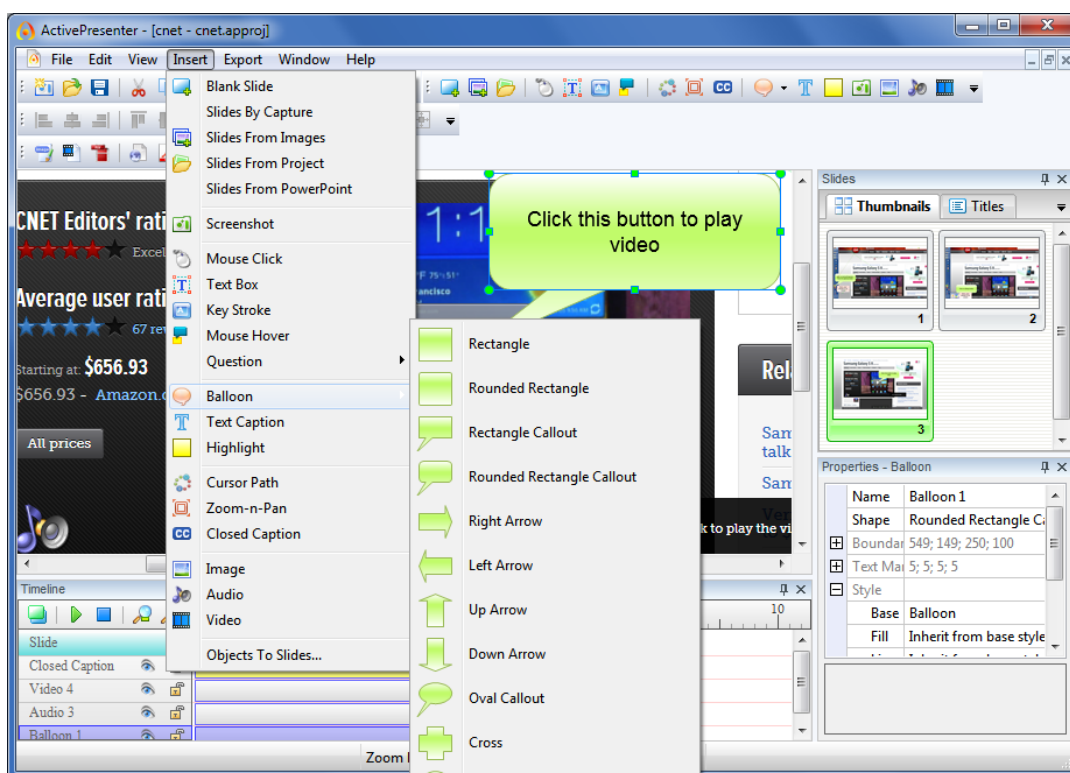 ActivePresenter - [cnet - cnet.approj]
File Edit View Insert Export Window Help
Blank Slide
Slides By Capture
Slides From Images
Slides From Project
Slides From PowerPoint
Screenshot
Mouse Click
Text Box
Key Stroke
Mouse Hover
Question
Balloon
Text Caption
Highlight
Cursor Path
Zoom-n-Pan
Closed Caption
Image
Audio
Video
Objects To Slides...
Rectangle
Rounded Rectangle
Rectangle Callout
Rounded Rectangle Callout
Right Arrow
Left Arrow
Up Arrow
Down Arrow
Oval Callout
Cross
CNET Editors' rati
Excel
Average user rati
67 rev
Starting at: $656.93
$656.93 - Amazon.c
All prices
1:1
°F 75°|51°
ancisco
Click this button to play
video
Rel
Sam
talk
Sam
k to play the vi
Slides
Thumbnails Titles
1
2
3
Properties - Balloon
Name Balloon 1
Shape Rounded Rectangle Ca
Boundar 549; 149; 250; 100
Text Mar 5; 5; 5; 5
Style
Base Balloon
Fill Inherit from base style
Timeline
10
Slide
Closed Caption
Video 4
Audio 3
Balloon 1
Zoom